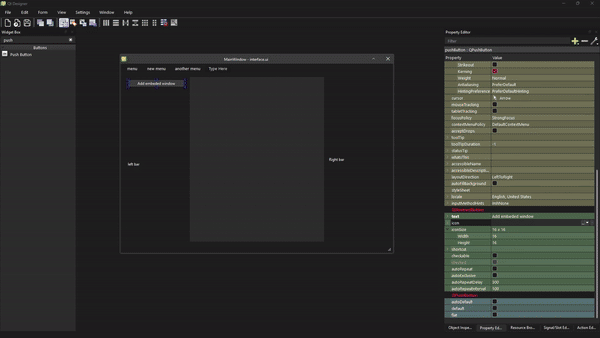 Qt Designer
File Edit Form View Settings Window Help
Widget Box
push
Buttons
Push Button
MainWindow - interface.ui
menu new menu another menu Type Here
Add embeded window
left bar
Right bar
Property Editor
Filter
pushButton : QPushButton
Property Value
Strikeout
Kerning
Weight Normal
Antialiasing PreferDefault
HintingPreference PreferDefaultHinting
cursor Arrow
mouseTracking
tabletTracking
focusPolicy StrongFocus
contextMenuPolicy DefaultContextMenu
acceptDrops
toolTip
toolTipDuration -1
statusTip
whatsThis
accessibleName
accessibleDescripti...
layoutDirection LeftToRight
autoFillBackground
styleSheet
locale English, United States
inputMethodHints ImhNone
QAbstractButton
text Add embeded window
icon
iconSize 16 x 16
Width 16
Height 16
shortcut
checkable
checked
autoRepeat
autoExclusive
autoRepeatDelay 300
autoRepeatInterval 100
QPushButton
autoDefault
default
flat
Object Inspe... Property Ed... Resource Bro... Signal/Slot Ed... Action Ed...